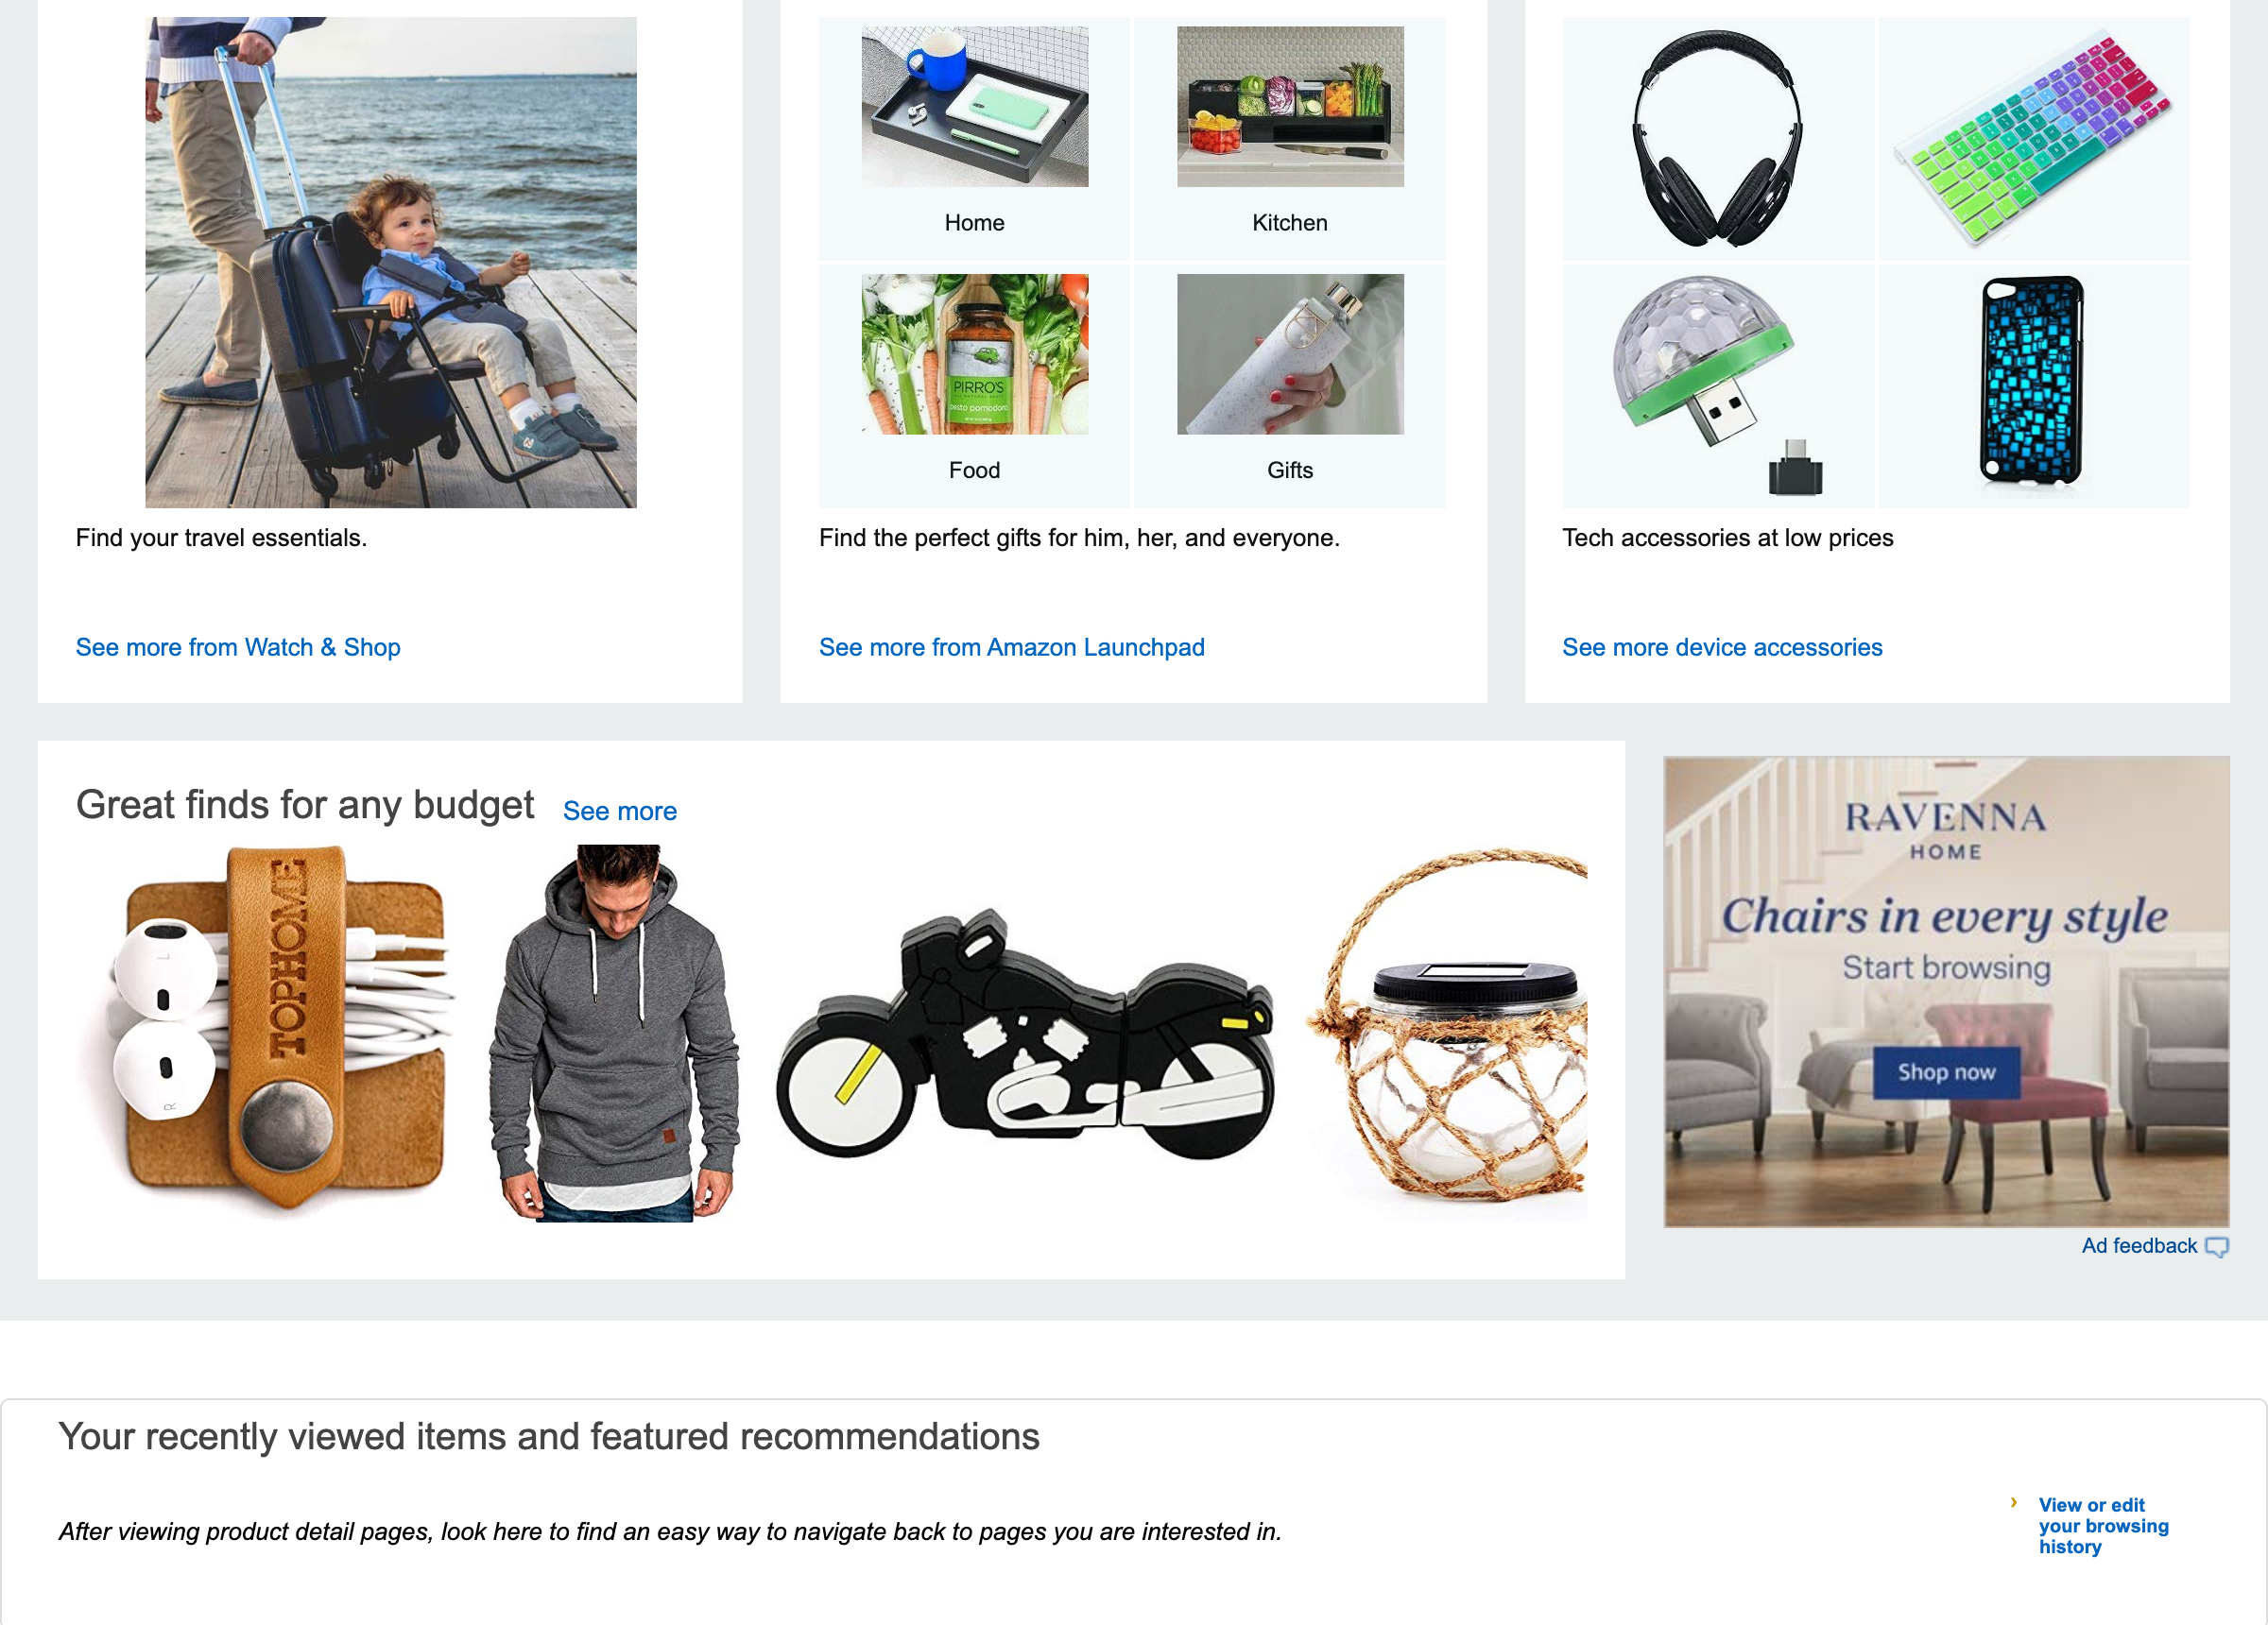 Home
Kitchen
PIRRO'S
pesto pomodoro
Food
Gifts
Find your travel essentials.
Find the perfect gifts for him, her, and everyone.
Tech accessories at low prices
See more from Watch & Shop
See more from Amazon Launchpad
See more device accessories
Great finds for any budget See more
TOPHOME
L
R
RAVENNA
HOME
Chairs in every style
Start browsing
Shop now
Ad feedback
Your recently viewed items and featured recommendations
After viewing product detail pages, look here to find an easy way to navigate back to pages you are interested in.
› View or edit
your browsing
history